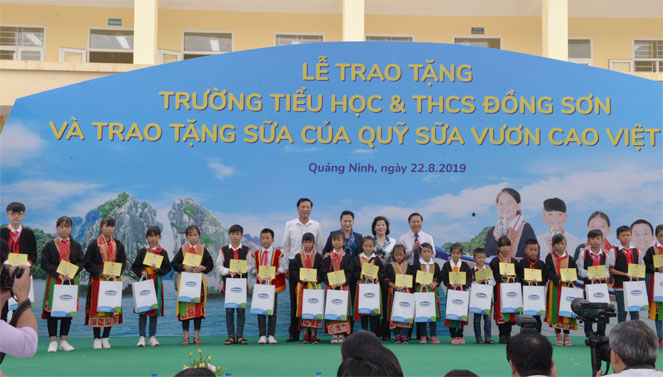 LỄ TRAO TẶNG
TRƯỜNG TIỂU HỌC & THCS ĐỒNG SƠN
VÀ TRAO TẶNG SỮA CỦA QUỸ SỮA VƯƠN CAO VIỆT
Quảng Ninh, ngày 22.8.2019